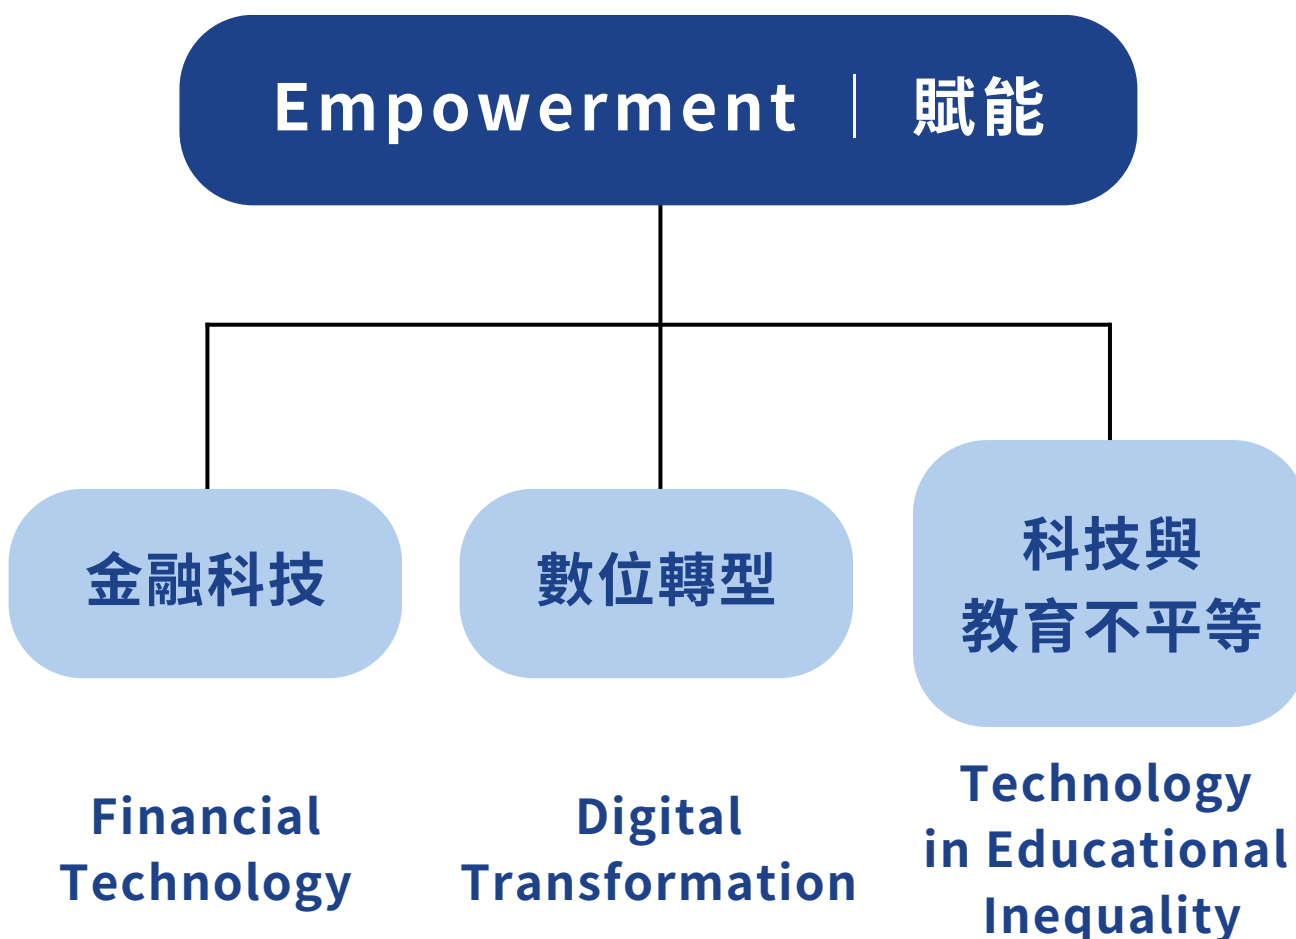 Empowerment | 賦能
金融科技
數位轉型
科技與
教育不平等
Financial
Technology
Digital
Transformation
Technology
in Educational
Inequality